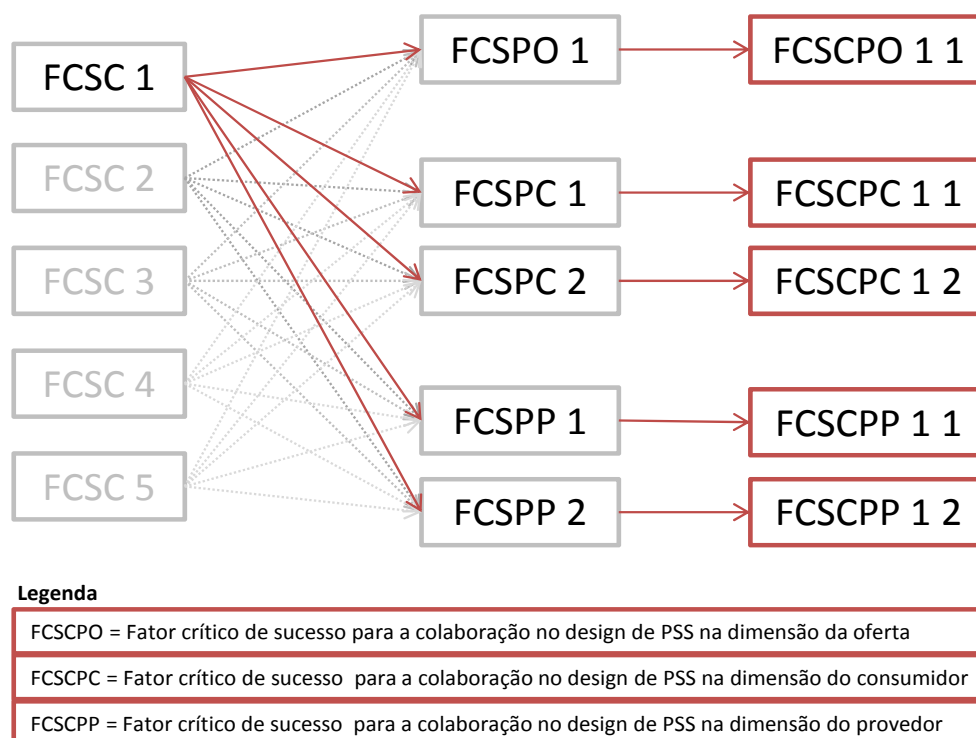 FCSC 1
FCSC 2
FCSC 3
FCSC 4
FCSC 5
FCSPO 1
FCSPC 1
FCSPC 2
FCSPP 1
FCSPP 2
FCSCPO 1 1
FCSCPC 1 1
FCSCPC 1 2
FCSCPP 1 1
FCSCPP 1 2
Legenda
FCSCPO = Fator crítico de sucesso para a colaboração no design de PSS na dimensão da oferta
FCSCPC = Fator crítico de sucesso para a colaboração no design de PSS na dimensão do consumidor
FCSCPP = Fator crítico de sucesso para a colaboração no design de PSS na dimensão do provedor